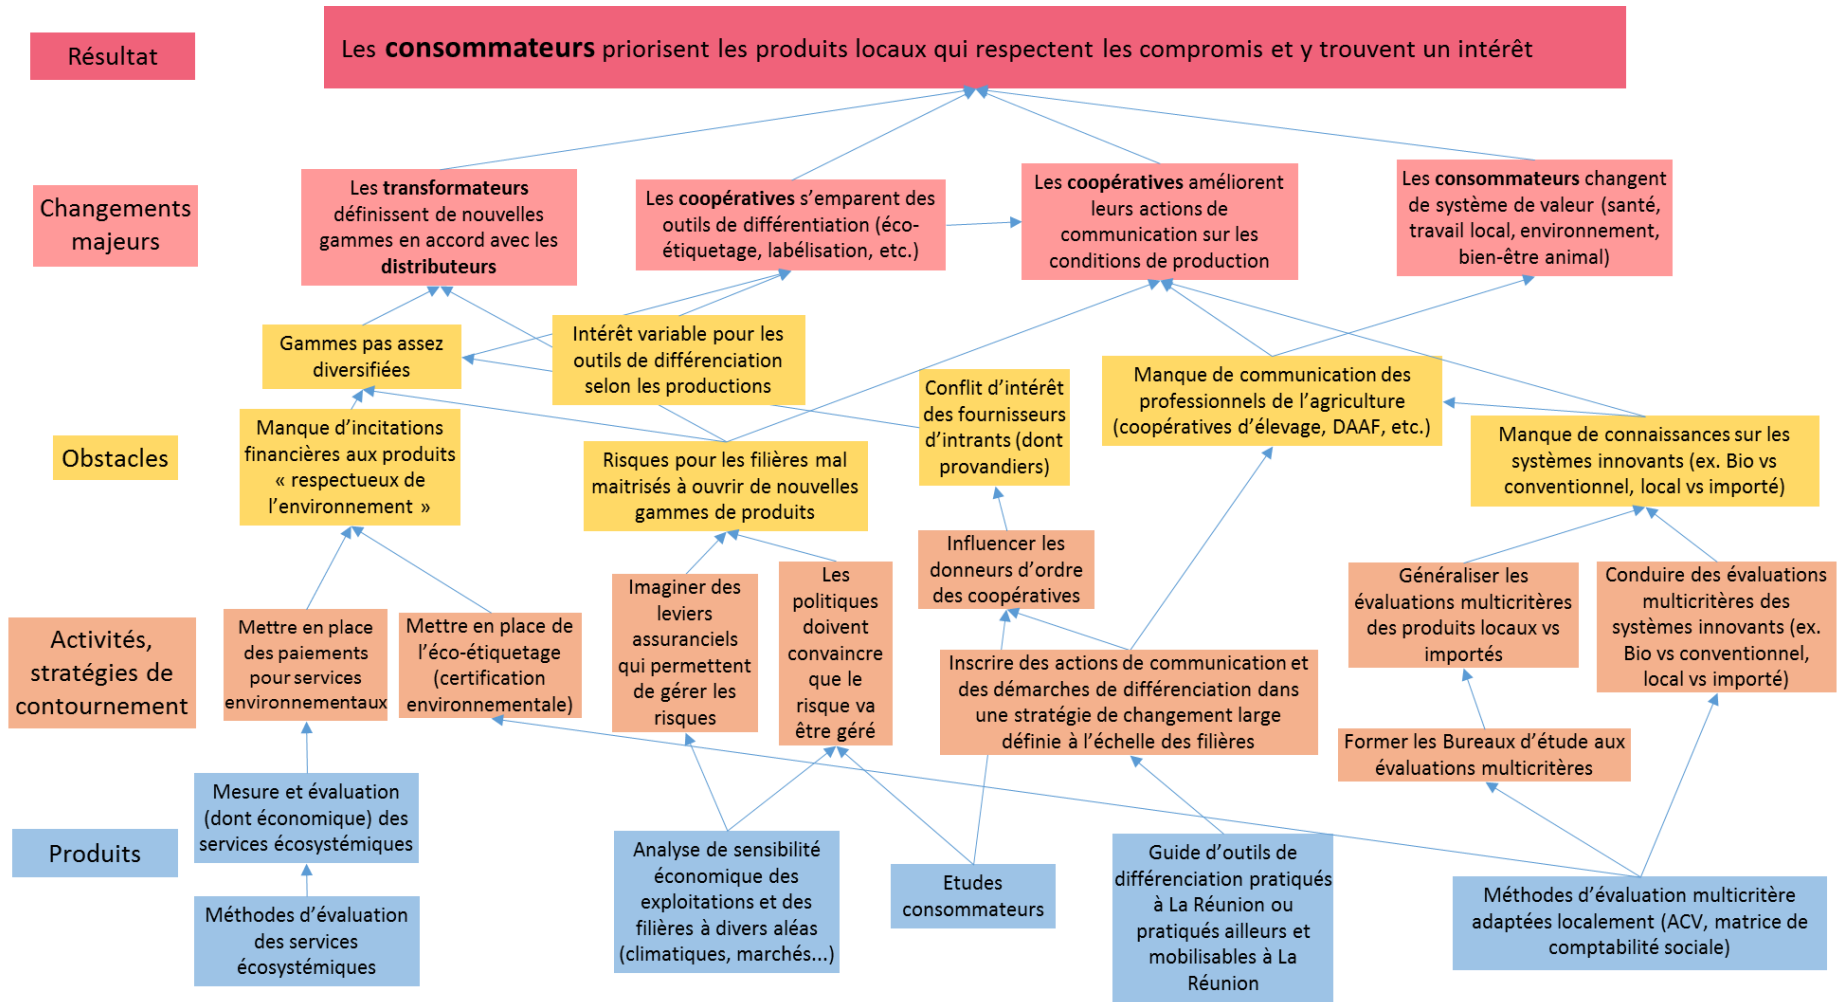 Résultat
Les consommateurs priorisent les produits locaux qui respectent les compromis et y trouvent un intérêt
Changements
majeurs
Les transformateurs
définissent de nouvelles
gammes en accord avec les
distributeurs
Les coopératives s’emparent des
outils de différentiation (éco-
étiquetage, labélisation, etc.)
Les coopératives améliorent
leurs actions de
communication sur les
conditions de production
Les consommateurs changent
de système de valeur (santé,
travail local, environnement,
bien-être animal)
Obstacles
Gammes pas assez
diversifiées
Intérêt variable pour les
outils de différenciation
selon les productions
Manque d’incitations
financières aux produits
« respectueux de
l’environnement »
Risques pour les filières mal
maitrisés à ouvrir de nouvelles
gammes de produits
Conflit d’intérêt
des fournisseurs
d’intrants (dont
provandiers)
Manque de communication des
professionnels de l’agriculture
(coopératives d’élevage, DAAF, etc.)
Manque de connaissances sur les
systèmes innovants (ex. Bio vs
conventionnel, local vs importé)
Activités,
stratégies de
contournement
Mettre en place
des paiements
pour services
environnementaux
Mettre en place de
l’éco-étiquetage
(certification
environnementale)
Imaginer des
leviers
assuranciels
qui permettent
de gérer les
risques
Les
politiques
doivent
convaincre
que le
risque va
être géré
Influencer les
donneurs d’ordre
des coopératives
Inscrire des actions de communication et
des démarches de différenciation dans
une stratégie de changement large
définie à l’échelle des filières
Généraliser les
évaluations multicritères
des produits locaux vs
importés
Conduire des évaluations
multicritères des
systèmes innovants (ex.
Bio vs conventionnel,
local vs importé)
Former les Bureaux d’étude aux
évaluations multicritères
Produits
Mesure et évaluation
(dont économique) des
services écosystémiques
Méthodes d’évaluation
des services
écosystémiques
Analyse de sensibilité
économique des
exploitations et des
filières à divers aléas
(climatiques, marchés...)
Etudes
consommateurs
Guide d’outils de
différenciation pratiqués
à La Réunion ou
pratiqués ailleurs et
mobilisables à La
Réunion
Méthodes d’évaluation multicritère
adaptées localement (ACV, matrice de
comptabilité sociale)